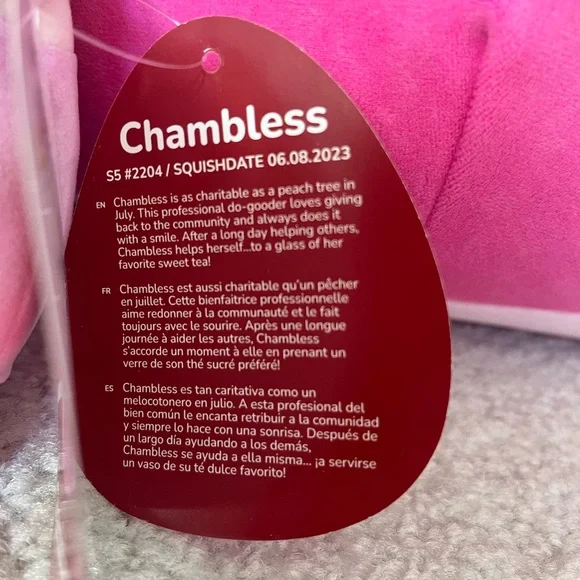 Chambless
S5 #2204 / SQUISHDATE 06.08.2023
EN Chambless is as charitable as a peach tree in
July. This professional do-gooder loves giving
back to the community and always does it
with a smile. After a long day helping others,
Chambless helps herself...to a glass of her
favorite sweet tea!
FR Chambless est aussi charitable qu'un pêcher
en juillet. Cette bienfaitrice professionnelle
aime redonner à la communauté et le fait
toujours avec le sourire. Après une longue
journée à aider les autres, Chambless
s'accorde un moment à elle en prenant un
verre de son thé sucré préféré!
ES Chambless es tan caritativa como un
melocotonero en julio. A esta profesional del
bien común le encanta retribuir a la comunidad
y siempre lo hace con una sonrisa. Después de
un largo día ayudando a los demás,
Chambless se ayuda a ella misma... ¡a servirse
un vaso de su té dulce favorito!